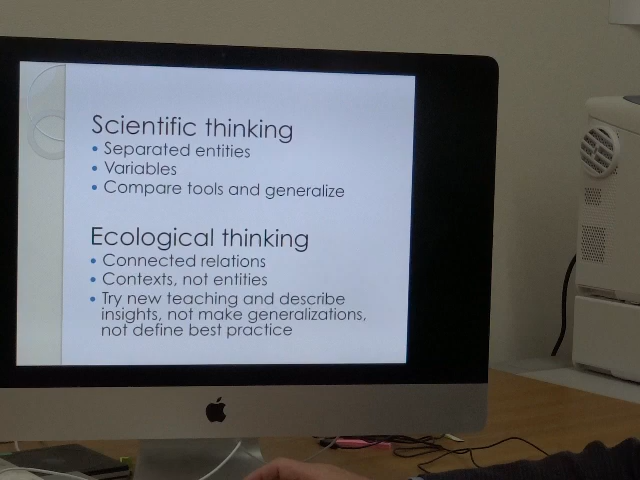 Scientific thinking
• Separated entities
• Variables
• Compare tools and generalize
Ecological thinking
• Connected relations
• Contexts, not entities
• Try new teaching and describe
insights, not make generalizations,
not define best practice